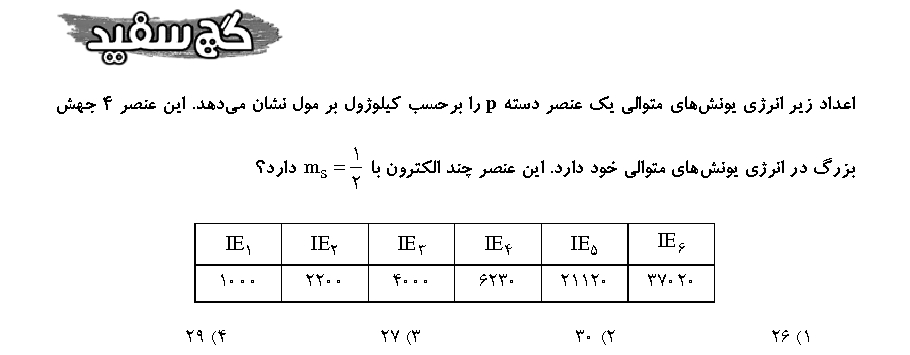 گچ سفید
اعداد زیر انرژی یونش‌های متوالی یک عنصر دسته p را برحسب کیلوژول بر مول نشان می‌دهد. این عنصر ۴ جهش
بزرگ در انرژی یونش‌های متوالی خود دارد. این عنصر چند الکترون با mₛ = ۱/۲ دارد؟
IE۱ IE۲ IE۳ IE۴ IE۵ IE۶
۱۰۰۰ ۲۲۰۰ ۴۰۰۰ ۶۲۳۰ ۲۱۱۲۰ ۲۷۰۲۰
۱) ۲۶ ۲) ۳۰ ۳) ۲۷ ۴) ۲۹